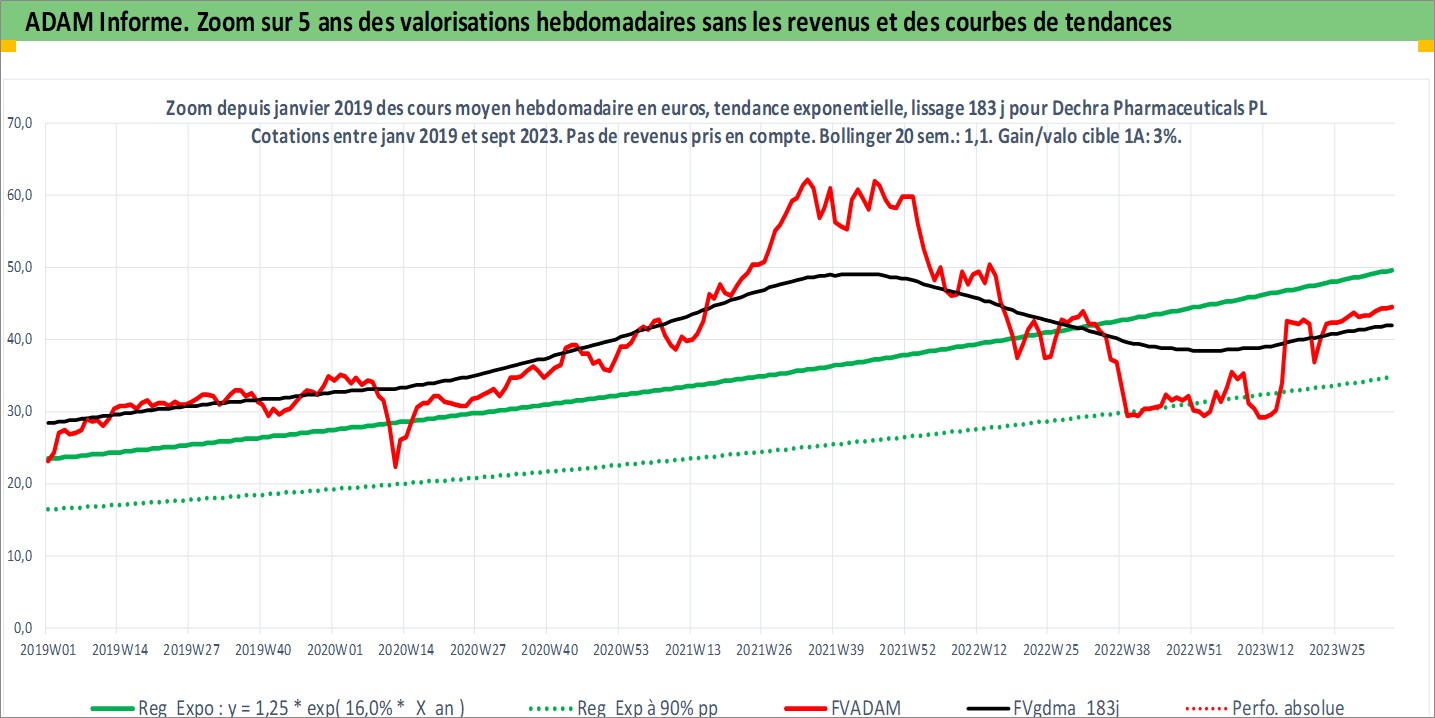 ADAM Informe. Zoom sur 5 ans des valorisations hebdomadaires sans les revenus et des courbes de tendances
Zoom depuis janvier 2019 des cours moyen hebdomadaire en euros, tendance exponentielle, lissage 183 j pour Dechra Pharmaceuticals PL
Cotations entre janv 2019 et sept 2023. Pas de revenus pris en compte. Bollinger 20 sem.: 1,1. Gain/valo cible 1A: 3%.
70,0
60,0
50,0
40,0
30,0
20,0
10,0
0,0
2019W01 2019W14 2019W27 2019W40 2020W01 2020W14 2020W27 2020W40 2020W53 2021W13 2021W26 2021W39 2021W52 2022W12 2022W25 2022W38 2022W51 2023W12 2023W25
Reg Expo : y = 1,25 * exp( 16,0% * X an ) Reg Exp à 90% pp FVADAM FVgdma 183j Perfo. absolue